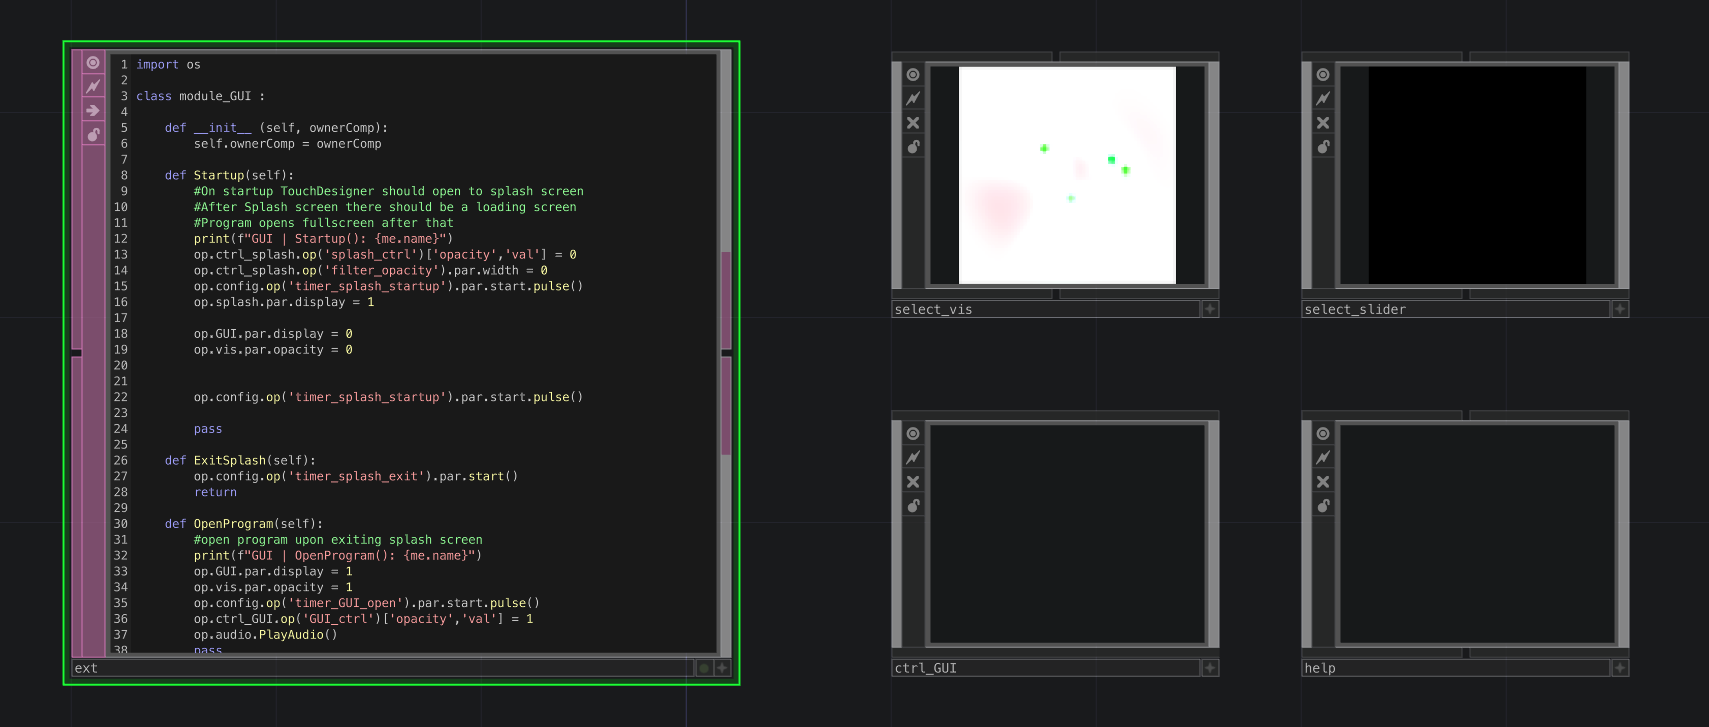 1 import os
2
3 class module_GUI :
4
5     def __init__ (self, ownerComp):
6         self.ownerComp = ownerComp
7
8     def Startup(self):
9         #On startup TouchDesigner should open to splash screen
10         #After Splash screen there should be a loading screen
11         #Program opens fullscreen after that
12         print(f"GUI | Startup(): {me.name}")
13         op.ctrl_splash.op('splash_ctrl')['opacity','val'] = 0
14         op.ctrl_splash.op('filter_opacity').par.width = 0
15         op.config.op('timer_splash_startup').par.start.pulse()
16         op.splash.par.display = 1
17
18         op.GUI.par.display = 0
19         op.vis.par.opacity = 0
20
21
22         op.config.op('timer_splash_startup').par.start.pulse()
23
24         pass
25
26     def ExitSplash(self):
27         op.config.op('timer_splash_exit').par.start()
28         return
29
30     def OpenProgram(self):
31         #open program upon exiting splash screen
32         print(f"GUI | OpenProgram(): {me.name}")
33         op.GUI.par.display = 1
34         op.vis.par.opacity = 1
35         op.config.op('timer_GUI_open').par.start.pulse()
36         op.ctrl_GUI.op('GUI_ctrl')['opacity','val'] = 1
37         op.audio.PlayAudio()
38         pass
ext
select_vis
select_slider
ctrl_GUI
help